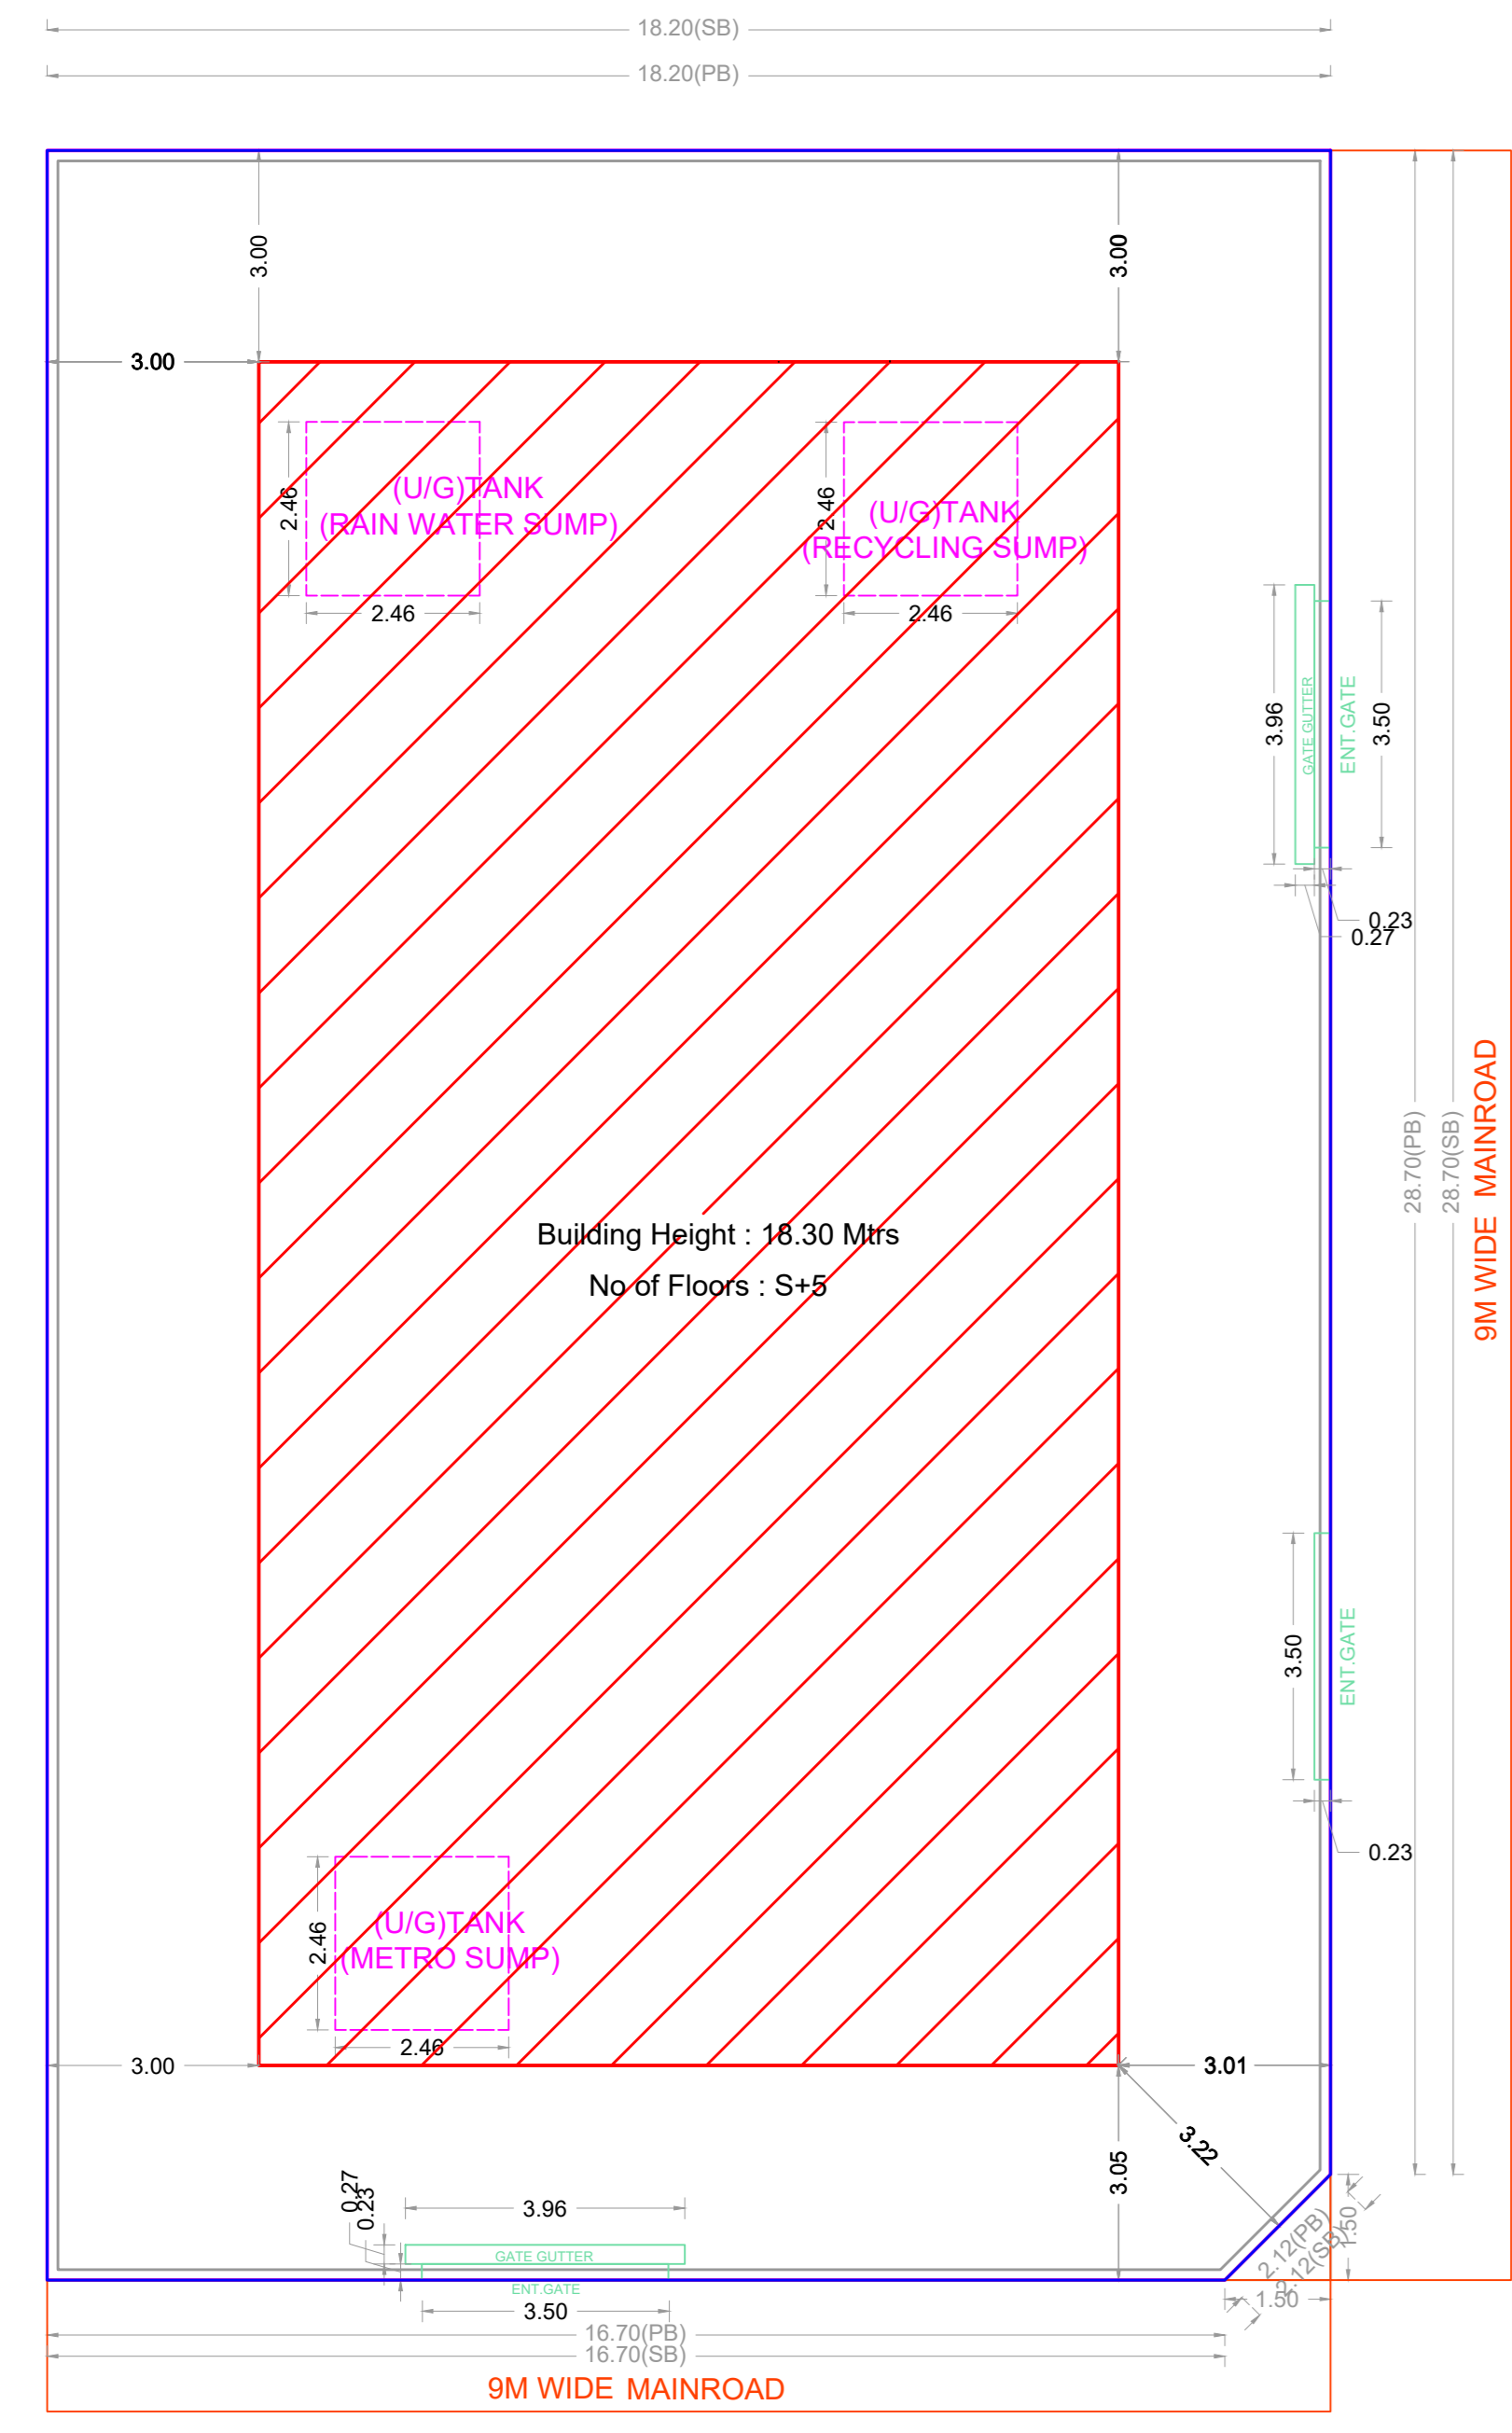 18.20(SB)
18.20(PB)
3.00
3.00
3.00
2.46
(U/G)TANK
(RAIN WATER SUMP)
2.46
2.46
(U/G)TANK
(RECYCLING SUMP)
2.46
3.96
GATE GUTTER
ENT.GATE
3.50
0.23
0.27
28.70(PB)
28.70(SB)
9M WIDE MAINROAD
Building Height : 18.30 Mtrs
No of Floors : S+5
3.50
ENT.GATE
0.23
2.46
(U/G)TANK
(METRO SUMP)
2.46
3.00
3.01
3.22
3.05
0.27
0.23
3.96
GATE GUTTER
ENT.GATE
3.50
2.12(PB)
2.12(SB)
1.50
1.50
16.70(PB)
16.70(SB)
9M WIDE MAINROAD